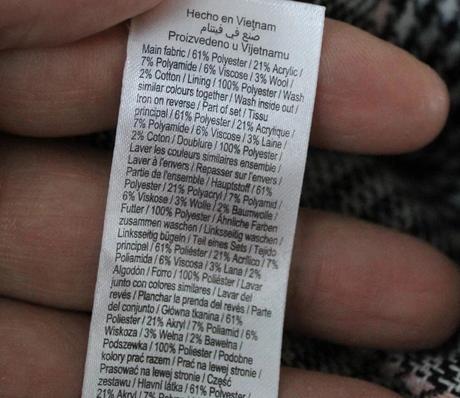 Hecho en Vietnam
صنع في فيتنام
Proizvedeno u Vijetnamu
Main fabric / 61% Polyester / 21% Acrylic /
7% Polyamide / 6% Viscose / 3% Wool /
2% Cotton / Lining / 100% Polyester / Wash
similar colours together / Wash inside out /
Iron on reverse / Part of set / Tissu
principal / 61% Polyester / 21% Acrylique /
7% Polyamide / 6% Viscose / 3% Laine /
2% Coton / Doublure / 100% Polyester /
Laver les couleurs similaires ensemble /
Laver à l'envers / Repasser sur l'envers /
Partie de l'ensemble / Hauptstoff / 61%
Polyester / 21% Polyacryl / 7% Polyamid /
6% Viskose / 3% Wolle / 2% Baumwolle /
Futter / 100% Polyester / Ähnliche Farben
zusammen waschen / Linksseitig waschen /
Linksseitig bügeln / Teil eines Sets / Tejido
principal / 61% Poliéster / 21% Acrílico / 7%
Poliamida / 6% Viscosa / 3% Lana / 2%
Algodón / Forro / 100% Poliéster / Lavar
junto con colores similares / Lavar del
revés / Planchar la prenda del revés / Parte
del conjunto / Główna tkanina / 61%
Poliester / 21% Akryl / 7% Poliamid / 6%
Wiskoza / 3% Wełna / 2% Bawełna /
Podszewka / 100% Poliester / Podobne
kolory prać razem / Prać na lewej stronie /
Prasować na lewej stronie / Część
zestawu / Hlavní látka / 61% Polyester /
21% Akryl / 7%